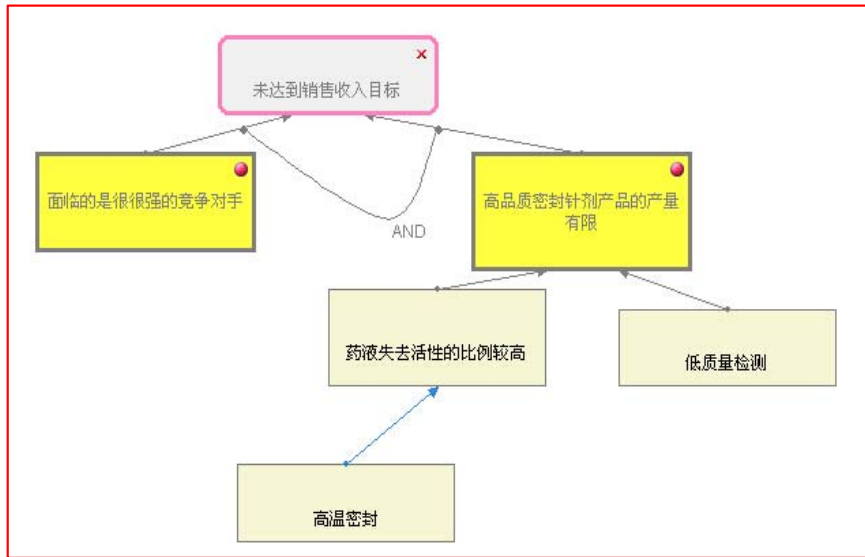 未达到销售收入目标
面临的是很很强的竞争对手
高品质密封针剂产品的产量
有限
AND
药液失去活性的比例较高
低质量检测
高温密封